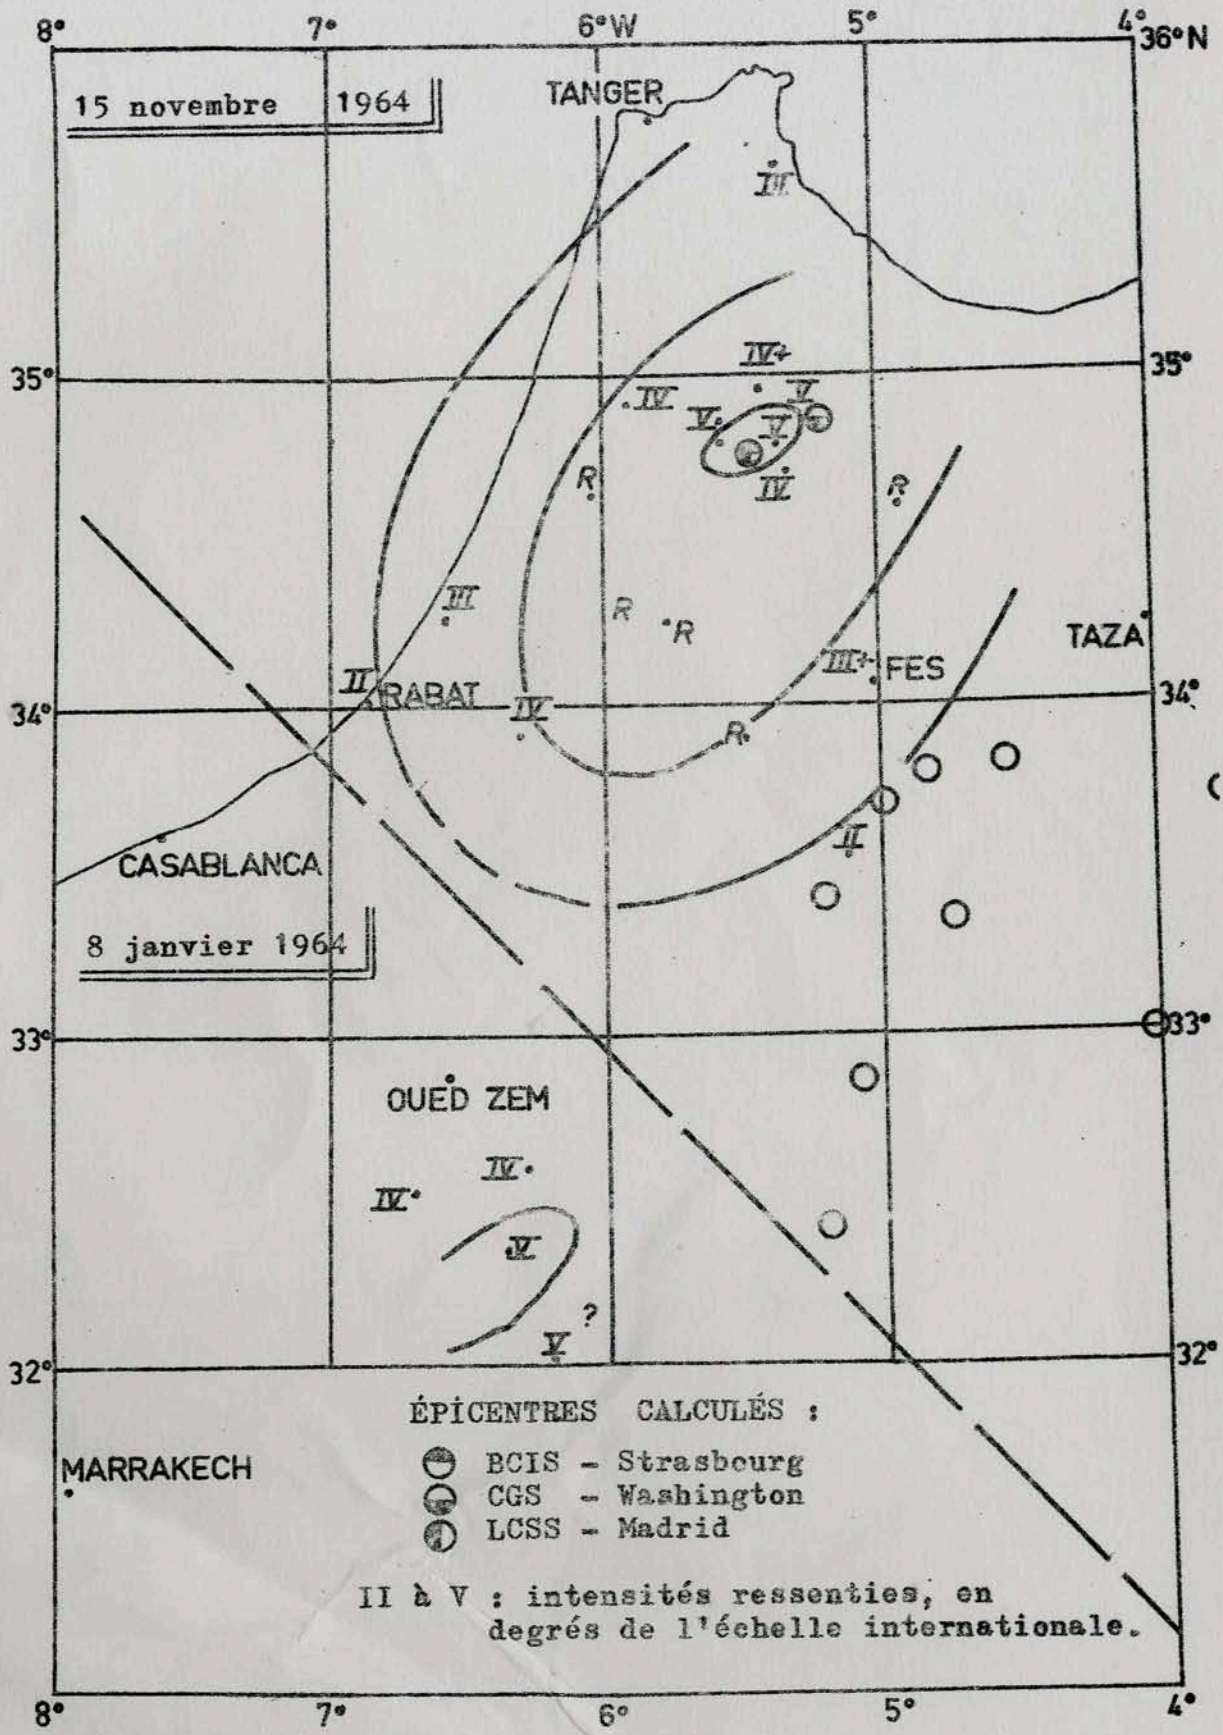 8° 7° 6°W 5° 4°
36°N
TANGER
15 novembre 1964
III
IV+
35° 35°
IV V
V V
IV
R R
III
R R
TAZA
III+ FES
II RABAT
34° IV 34°
R
II
CASABLANCA
8 janvier 1964
33° 33°
OUED ZEM
IV
IV
V
?
V
32° 32°
ÉPICENTRES CALCULÉS :
MARRAKECH
BCIS - Strasbourg
CGS - Washington
LCSS - Madrid
II à V : intensités ressenties, en
degrés de l'échelle internationale.
8° 7° 6° 5° 4°